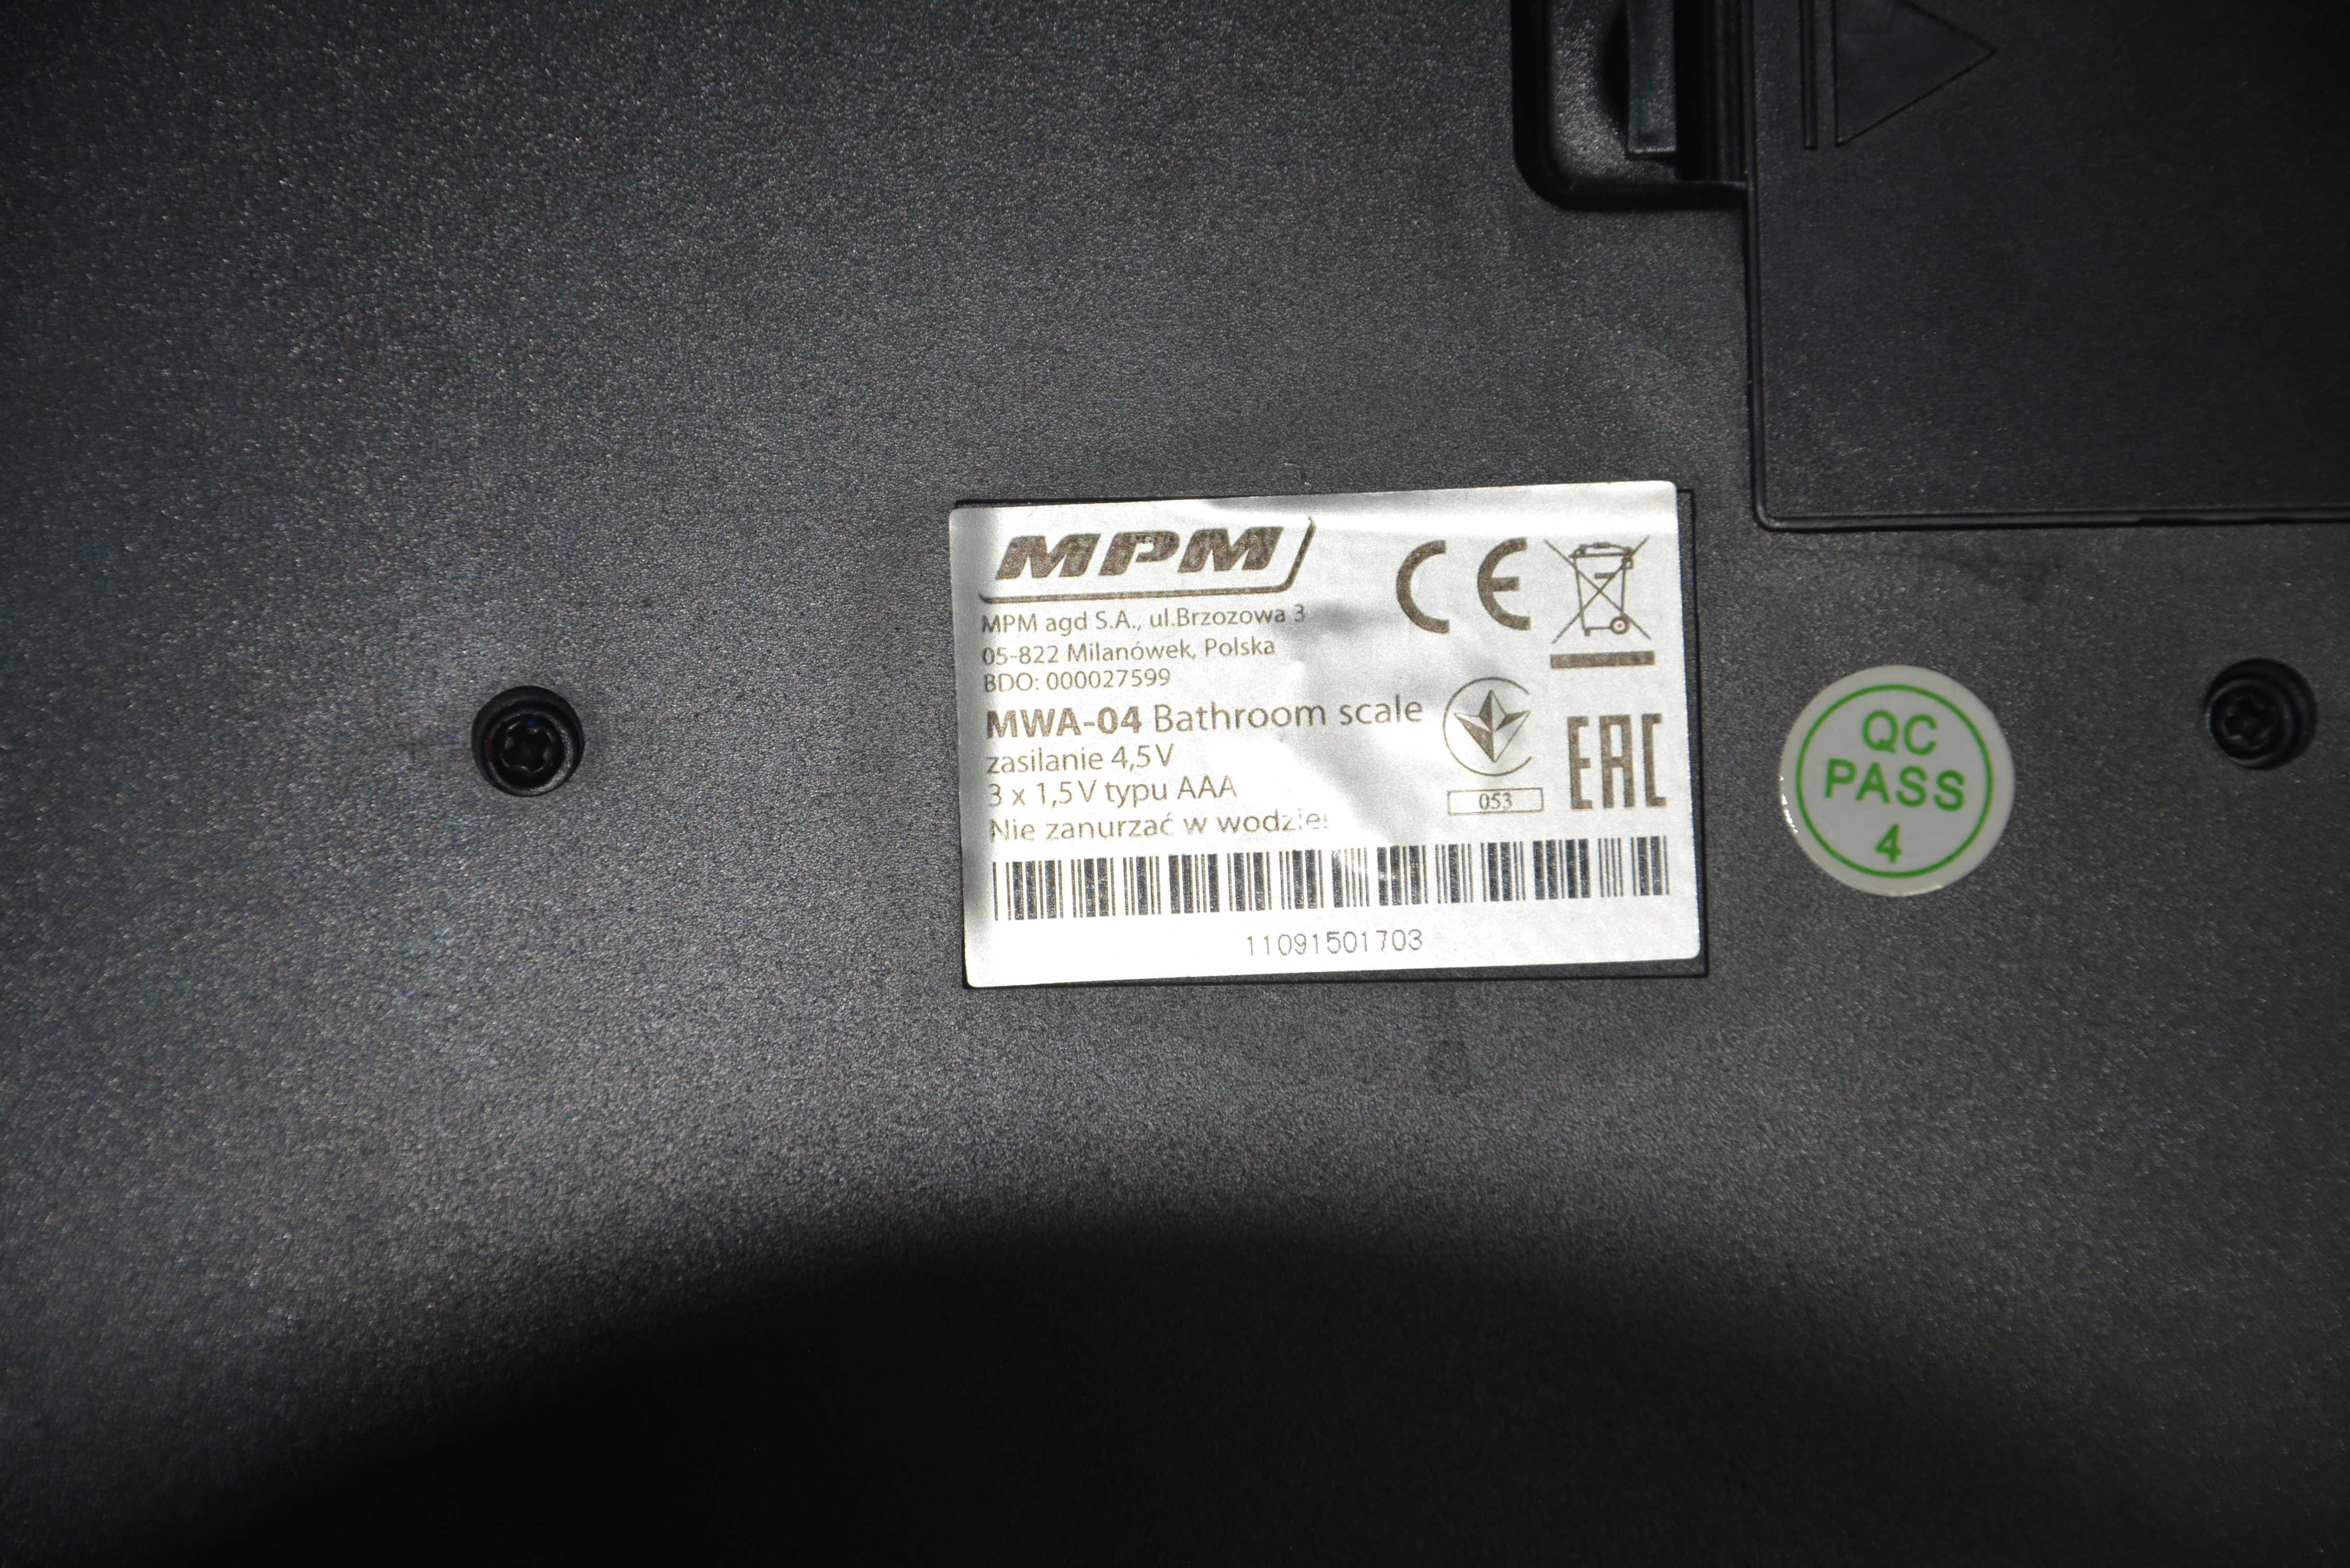 MPM
MPM agd S.A., ul.Brzozowa 3
05-822 Milanówek, Polska
BDO: 000027599
MWA-04 Bathroom scale
zasilanie 4,5V
3 x 1,5V typu AAA
Nie zanurzać w wodzie!
CE
053
EAC
11091501703
QC
PASS
4